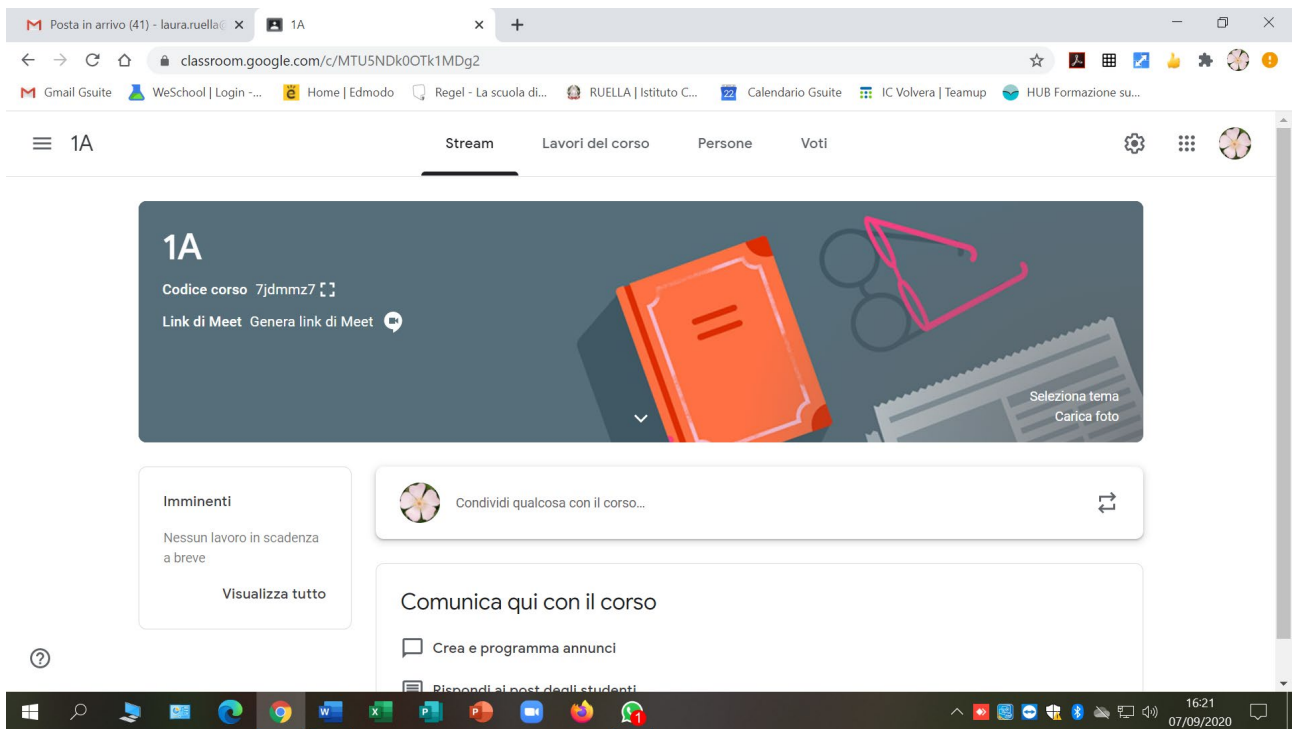 Posta in arrivo (41) - laura.ruella@
1A
classroom.google.com/c/MTU5NDk0OTk1MDg2
Gmail Gsuite
WeSchool | Login -...
Home | Edmodo
Regel - La scuola di...
RUELLA | Istituto C...
22
Calendario Gsuite
IC Volvera | Teamup
HUB Formazione su...
1A
Stream
Lavori del corso
Persone
Voti
1A
Codice corso 7jdmmz7
Link di Meet Genera link di Meet
Seleziona tema
Carica foto
Imminenti
Nessun lavoro in scadenza
a breve
Visualizza tutto
Condividi qualcosa con il corso...
Comunica qui con il corso
Crea e programma annunci
Rispondi ai post degli studenti
1
16:21
07/09/2020